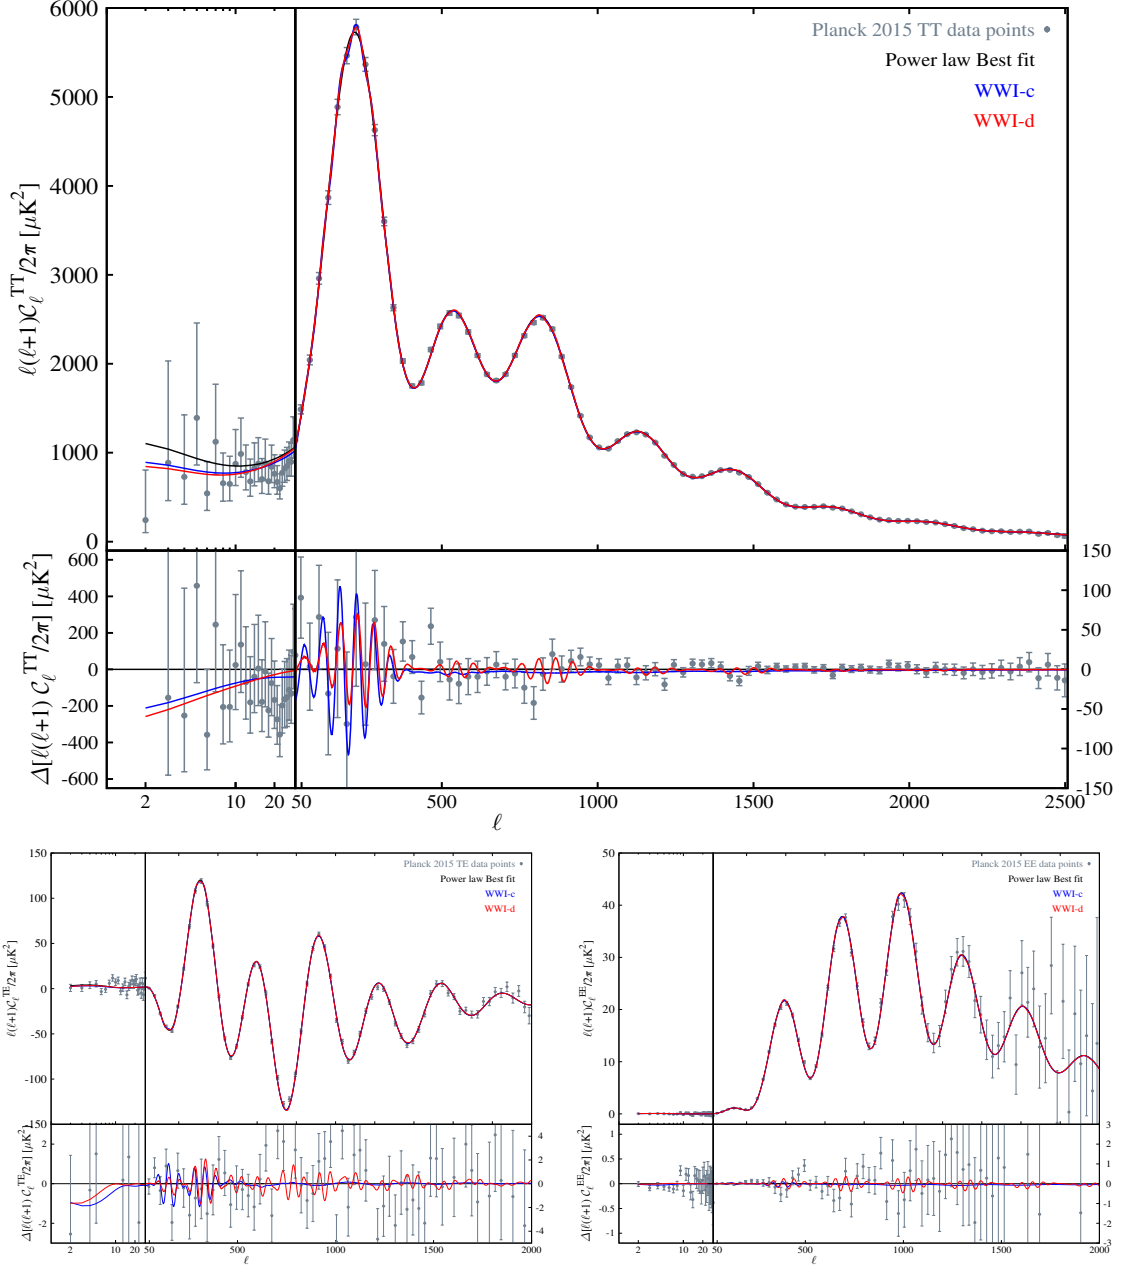 6000
5000
4000
3000
2000
1000
0
ℓ(ℓ+1)C_ℓ^TT/2π [μK²]
Planck 2015 TT data points
Power law Best fit
WWI-c
WWI-d
600
400
200
0
-200
-400
-600
Δ[ℓ(ℓ+1) C_ℓ^TT/2π] [μK²]
150
100
50
0
-50
-100
-150
2 10 20 50 500 1000 1500 2000 2500
ℓ
150
100
50
0
-50
-100
-150
ℓ(ℓ+1)C_ℓ^TE/2π [μK²]
Planck 2015 TE data points
Power law Best fit
WWI-c
WWI-d
2
0
-2
Δ[ℓ(ℓ+1) C_ℓ^TE/2π] [μK²]
4
2
0
-2
-4
2 10 20 50 500 1000 1500 2000
ℓ
50
40
30
20
10
0
ℓ(ℓ+1)C_ℓ^EE/2π [μK²]
Planck 2015 EE data points
Power law Best fit
WWI-c
WWI-d
1
0.5
0
-0.5
-1
Δ[ℓ(ℓ+1) C_ℓ^EE/2π] [μK²]
3
2
1
0
-1
-2
-3
2 10 20 50 500 1000 1500 2000
ℓ